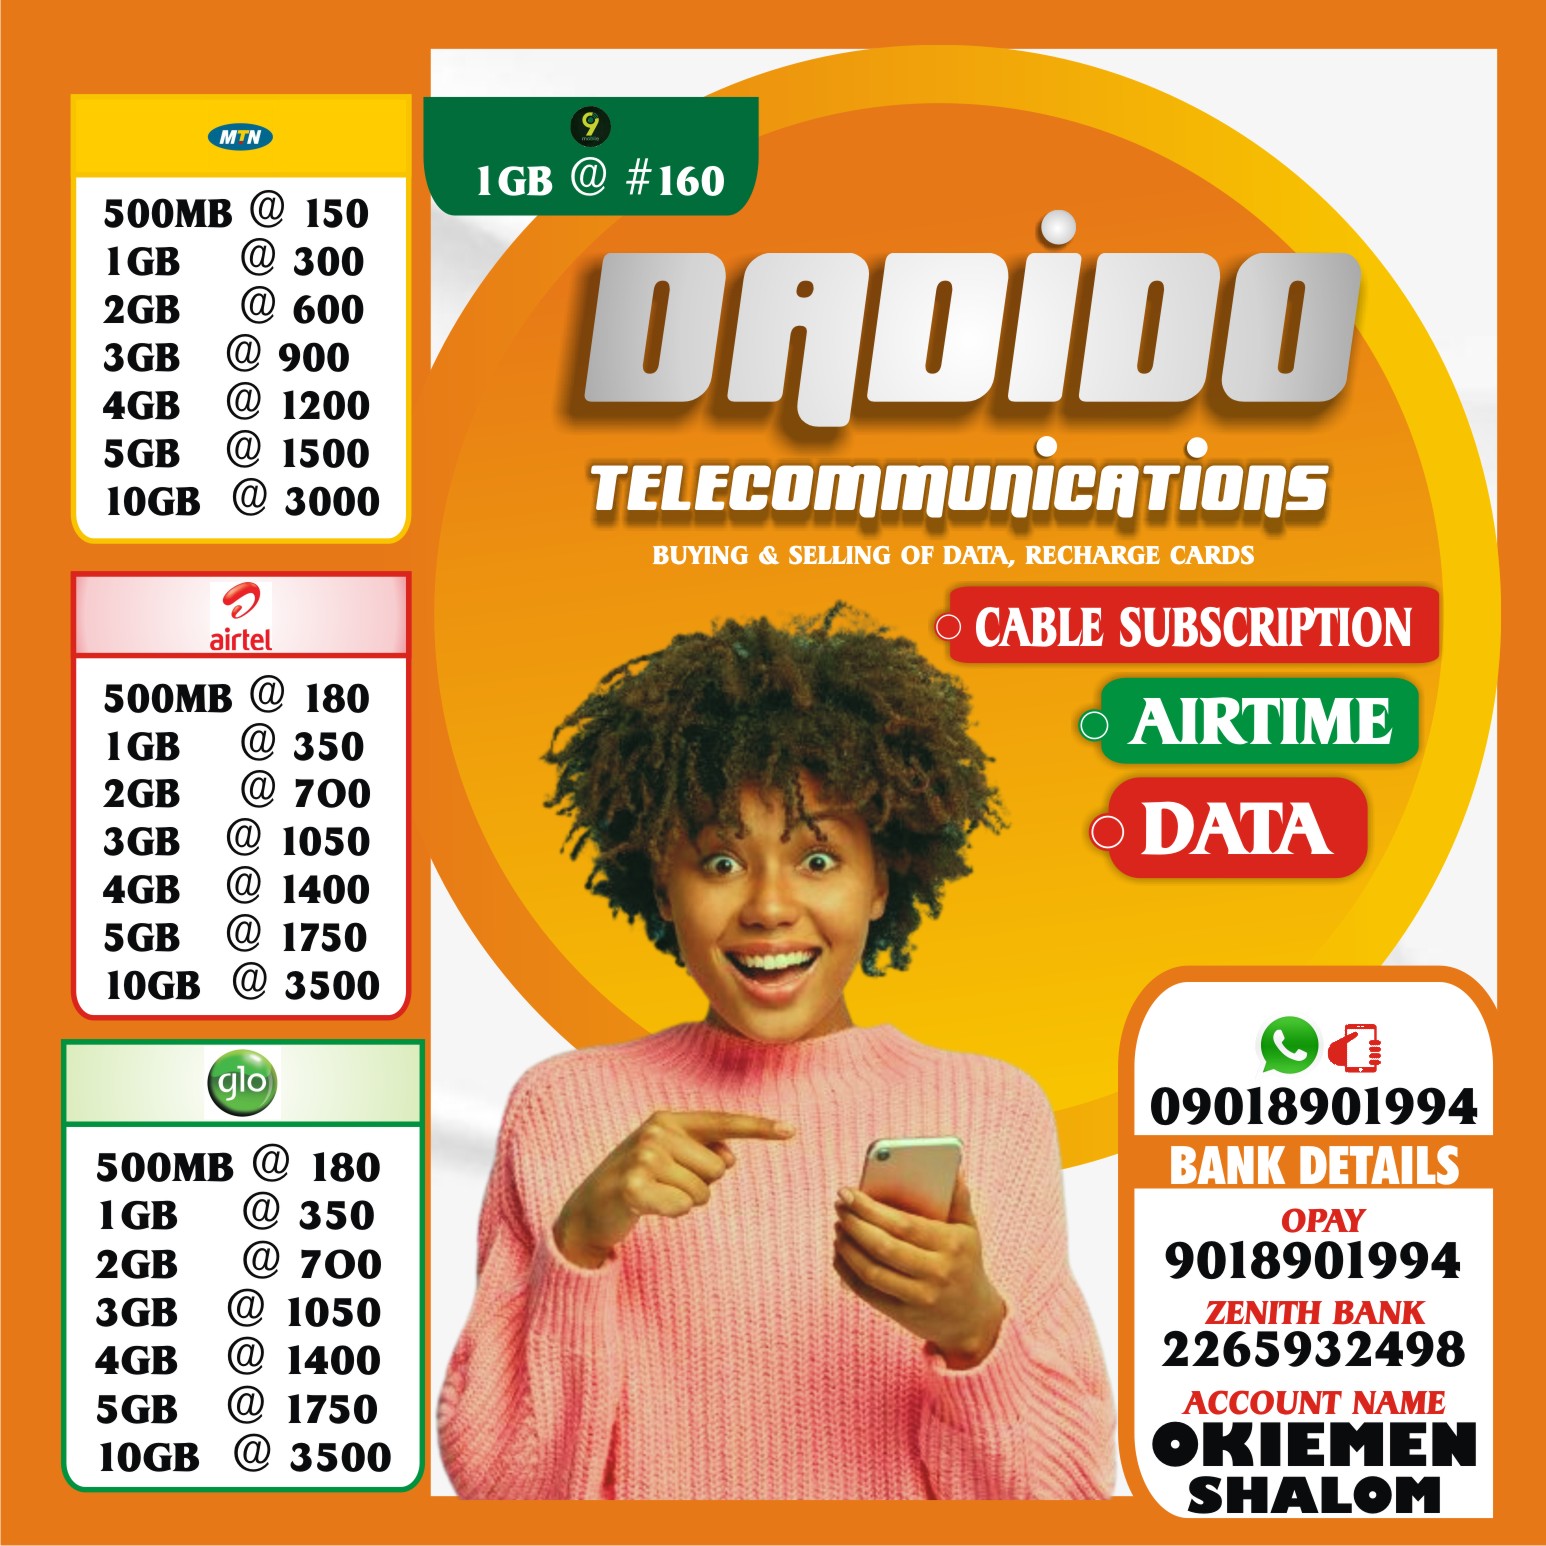 MTN
500MB @ 150
1GB @ 300
2GB @ 600
3GB @ 900
4GB @ 1200
5GB @ 1500
10GB @ 3000
airtel
500MB @ 180
1GB @ 350
2GB @ 700
3GB @ 1050
4GB @ 1400
5GB @ 1750
10GB @ 3500
glo
500MB @ 180
1GB @ 350
2GB @ 700
3GB @ 1050
4GB @ 1400
5GB @ 1750
10GB @ 3500
9
mobile
1GB @ #160
DADiDO
TELECOMMUNiCATiONS
BUYING & SELLING OF DATA, RECHARGE CARDS
CABLE SUBSCRIPTION
AIRTIME
DATA
09018901994
BANK DETAILS
OPAY
9018901994
ZENITH BANK
2265932498
ACCOUNT NAME
OKIEMEN
SHALOM